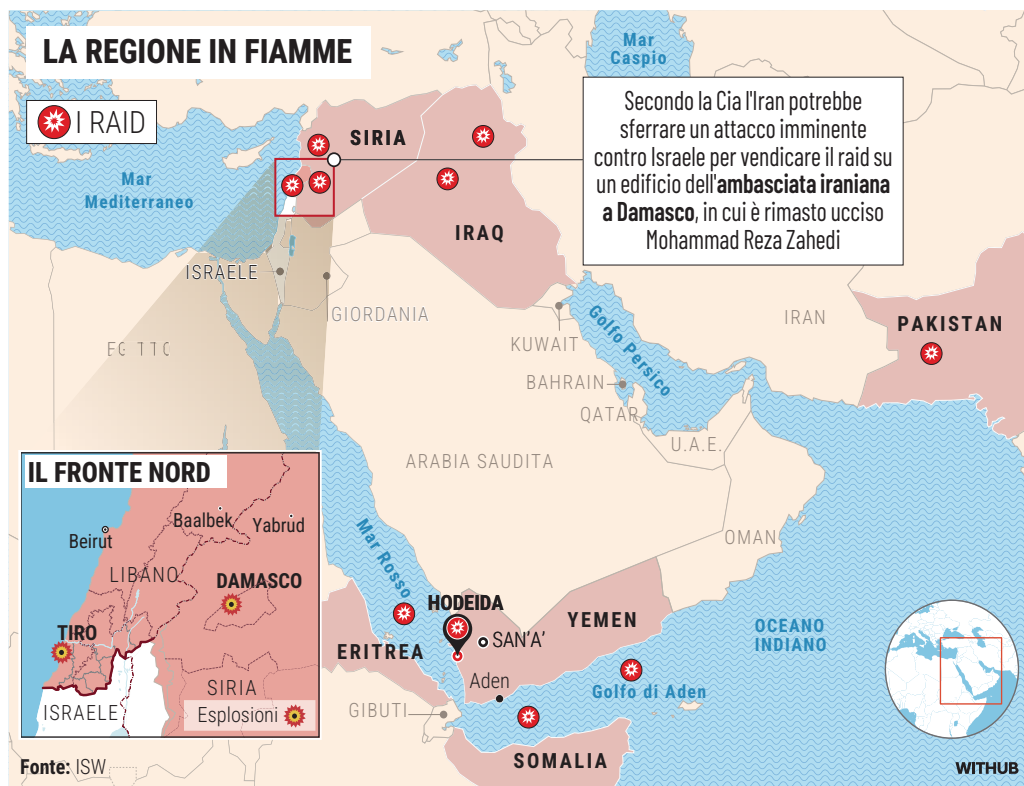 LA REGIONE IN FIAMME
I RAID
Mar
Caspio
Secondo la Cia l'Iran potrebbe
sferrare un attacco imminente
contro Israele per vendicare il raid su
un edificio dell'ambasciata iraniana
a Damasco, in cui è rimasto ucciso
Mohammad Reza Zahedi
SIRIA
Mar
Mediterraneo
IRAQ
ISRAELE
GIORDANIA
KUWAIT
Golfo Persico
IRAN
PAKISTAN
BAHRAIN
QATAR
U.A.E.
ARABIA SAUDITA
OMAN
Mar Rosso
HODEIDA
SAN'A'
YEMEN
ERITREA
Aden
GIBUTI
Golfo di Aden
OCEANO
INDIANO
SOMALIA
IL FRONTE NORD
Baalbek
Yabrud
Beirut
LIBANO
DAMASCO
TIRO
SIRIA
ISRAELE
Esplosioni
Fonte: ISW
WITHUB